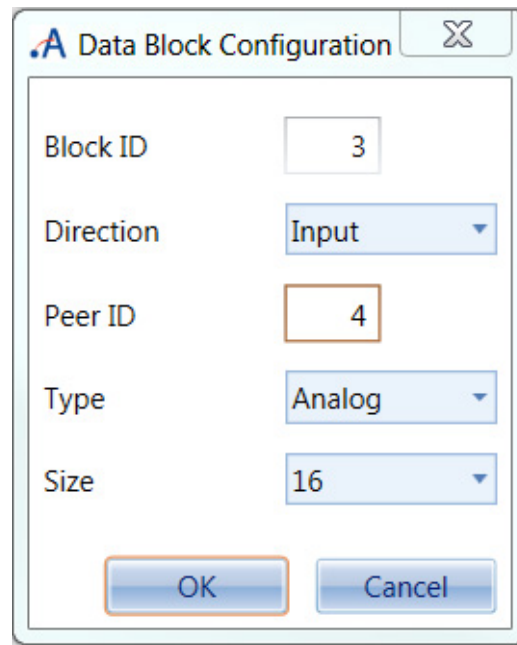 Data Block Configuration
Block ID 3
Direction Input
Peer ID 4
Type Analog
Size 16
OK Cancel